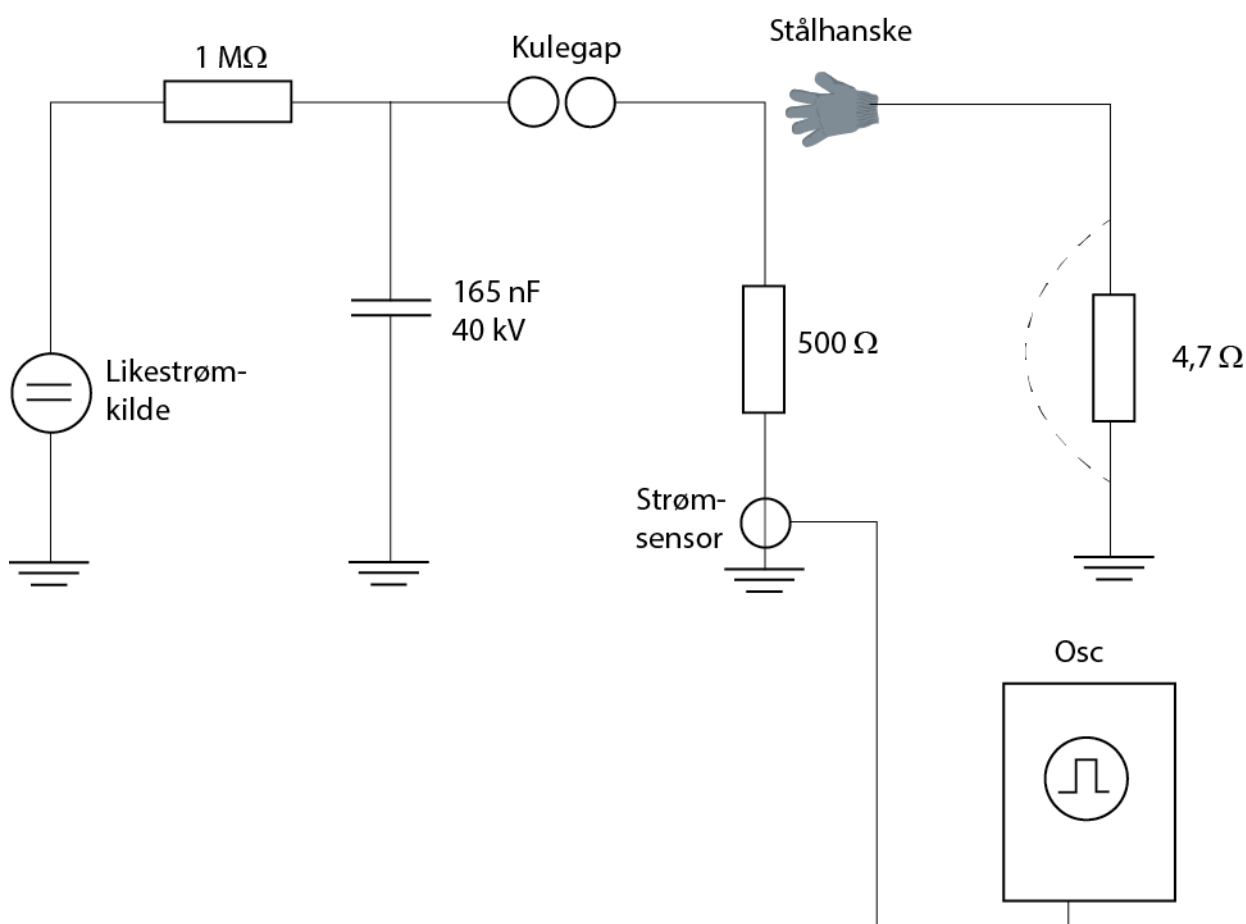 Stålhanske
Kulegap
1 MΩ
165 nF
40 kV
500 Ω
4,7 Ω
Likestrøm-
kilde
Strøm-
sensor
Osc